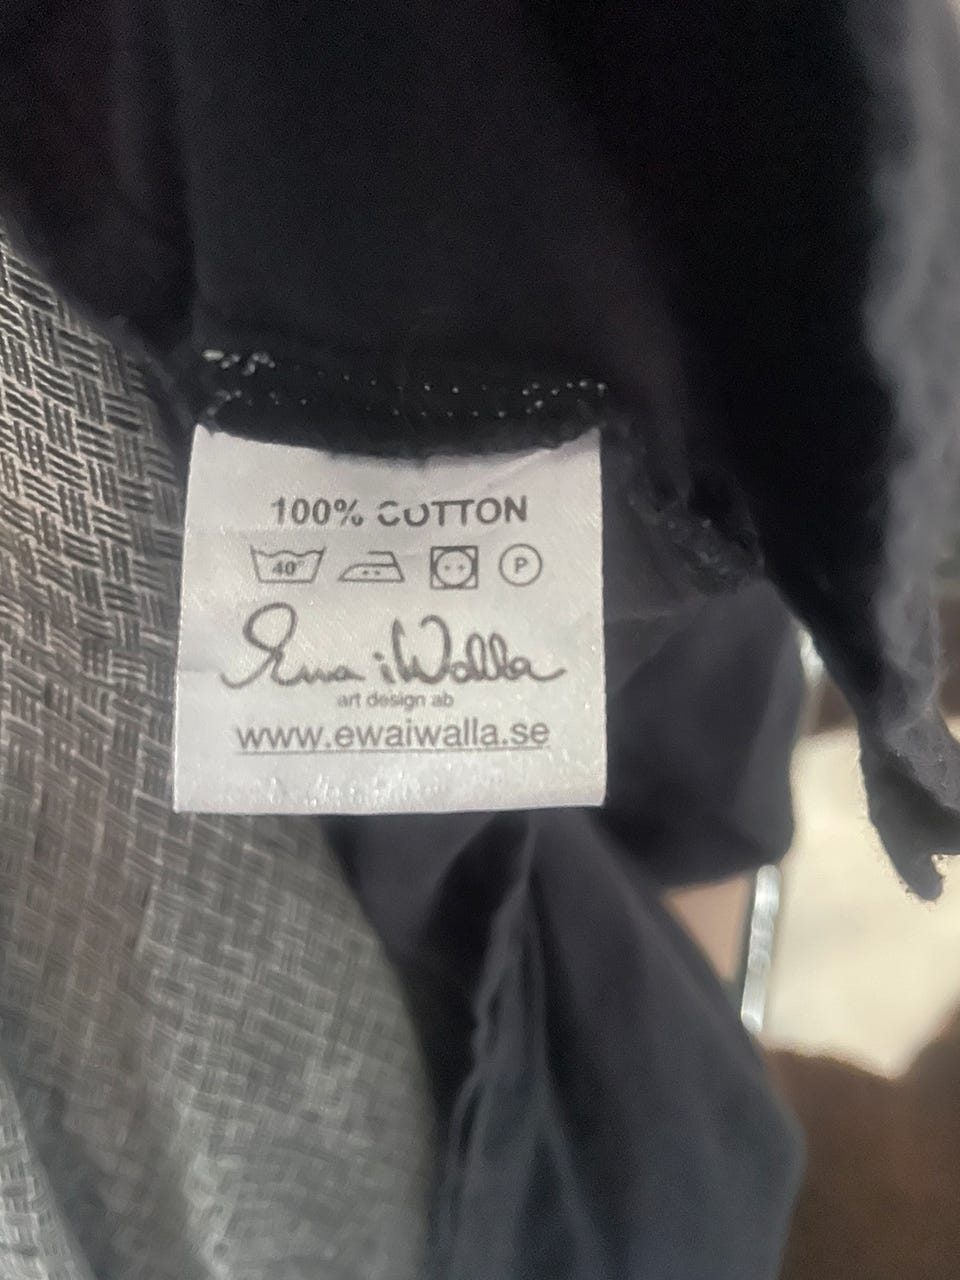 100% COTTON
40° P
Ewa i Walla
art design ab
www.ewaiwalla.se